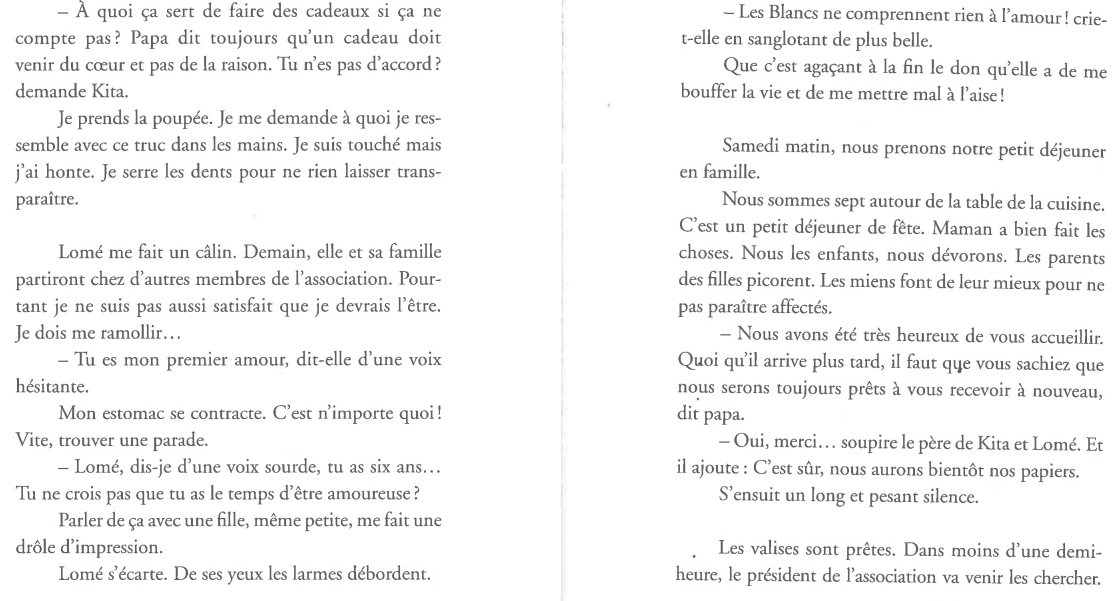 – À quoi ça sert de faire des cadeaux si ça ne
compte pas ? Papa dit toujours qu'un cadeau doit
venir du cœur et pas de la raison. Tu n'es pas d'accord ?
demande Kita.
Je prends la poupée. Je me demande à quoi je res-
semble avec ce truc dans les mains. Je suis touché mais
j'ai honte. Je serre les dents pour ne rien laisser trans-
paraître.
Lomé me fait un câlin. Demain, elle et sa famille
partiront chez d'autres membres de l'association. Pour-
tant je ne suis pas aussi satisfait que je devrais l'être.
Je dois me ramollir…
– Tu es mon premier amour, dit-elle d'une voix
hésitante.
Mon estomac se contracte. C'est n'importe quoi !
Vite, trouver une parade.
– Lomé, dis-je d'une voix sourde, tu as six ans…
Tu ne crois pas que tu as le temps d'être amoureuse ?
Parler de ça avec une fille, même petite, me fait une
drôle d'impression.
Lomé s'écarte. De ses yeux les larmes débordent.
– Les Blancs ne comprennent rien à l'amour ! crie-
t-elle en sanglotant de plus belle.
Que c'est agaçant à la fin le don qu'elle a de me
bouffer la vie et de me mettre mal à l'aise !
Samedi matin, nous prenons notre petit déjeuner
en famille.
Nous sommes sept autour de la table de la cuisine.
C'est un petit déjeuner de fête. Maman a bien fait les
choses. Nous les enfants, nous dévorons. Les parents
des filles picorent. Les miens font de leur mieux pour ne
pas paraître affectés.
– Nous avons été très heureux de vous accueillir.
Quoi qu'il arrive plus tard, il faut que vous sachiez que
nous serons toujours prêts à vous recevoir à nouveau,
dit papa.
– Oui, merci… soupire le père de Kita et Lomé. Et
il ajoute : C'est sûr, nous aurons bientôt nos papiers.
S'ensuit un long et pesant silence.
Les valises sont prêtes. Dans moins d'une demi-
heure, le président de l'association va venir les chercher.